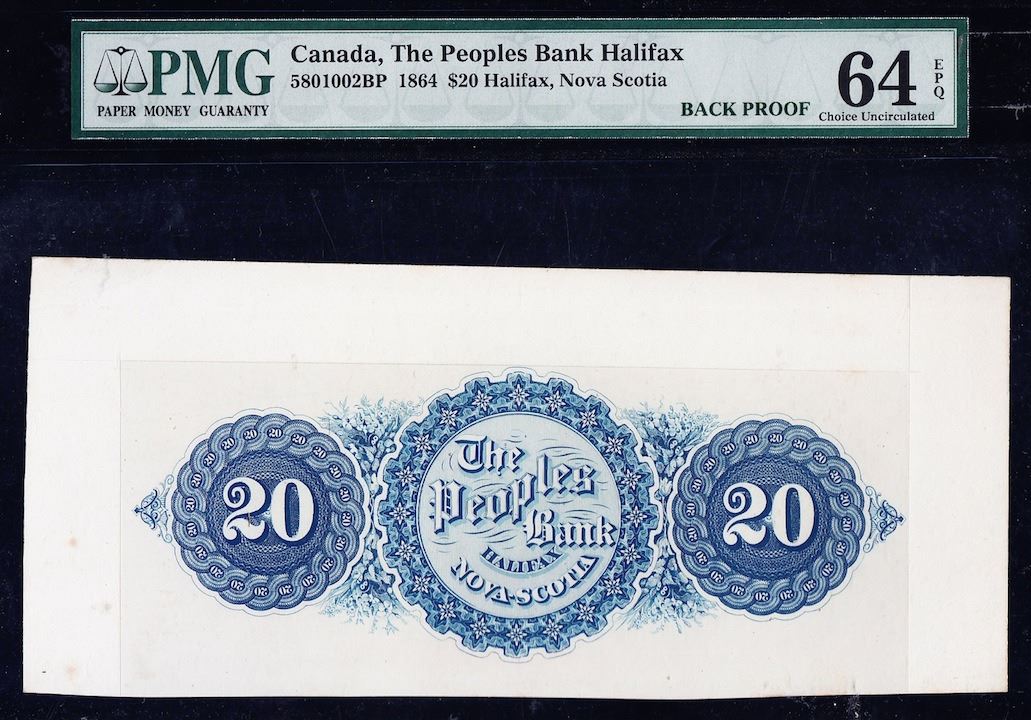 PMG
PAPER MONEY GUARANTY
Canada, The Peoples Bank Halifax
5801002BP 1864 $20 Halifax, Nova Scotia
BACK PROOF
64
EPQ
Choice Uncirculated
20
The
Peoples
Bank
HALIFAX
NOVA-SCOTIA
20